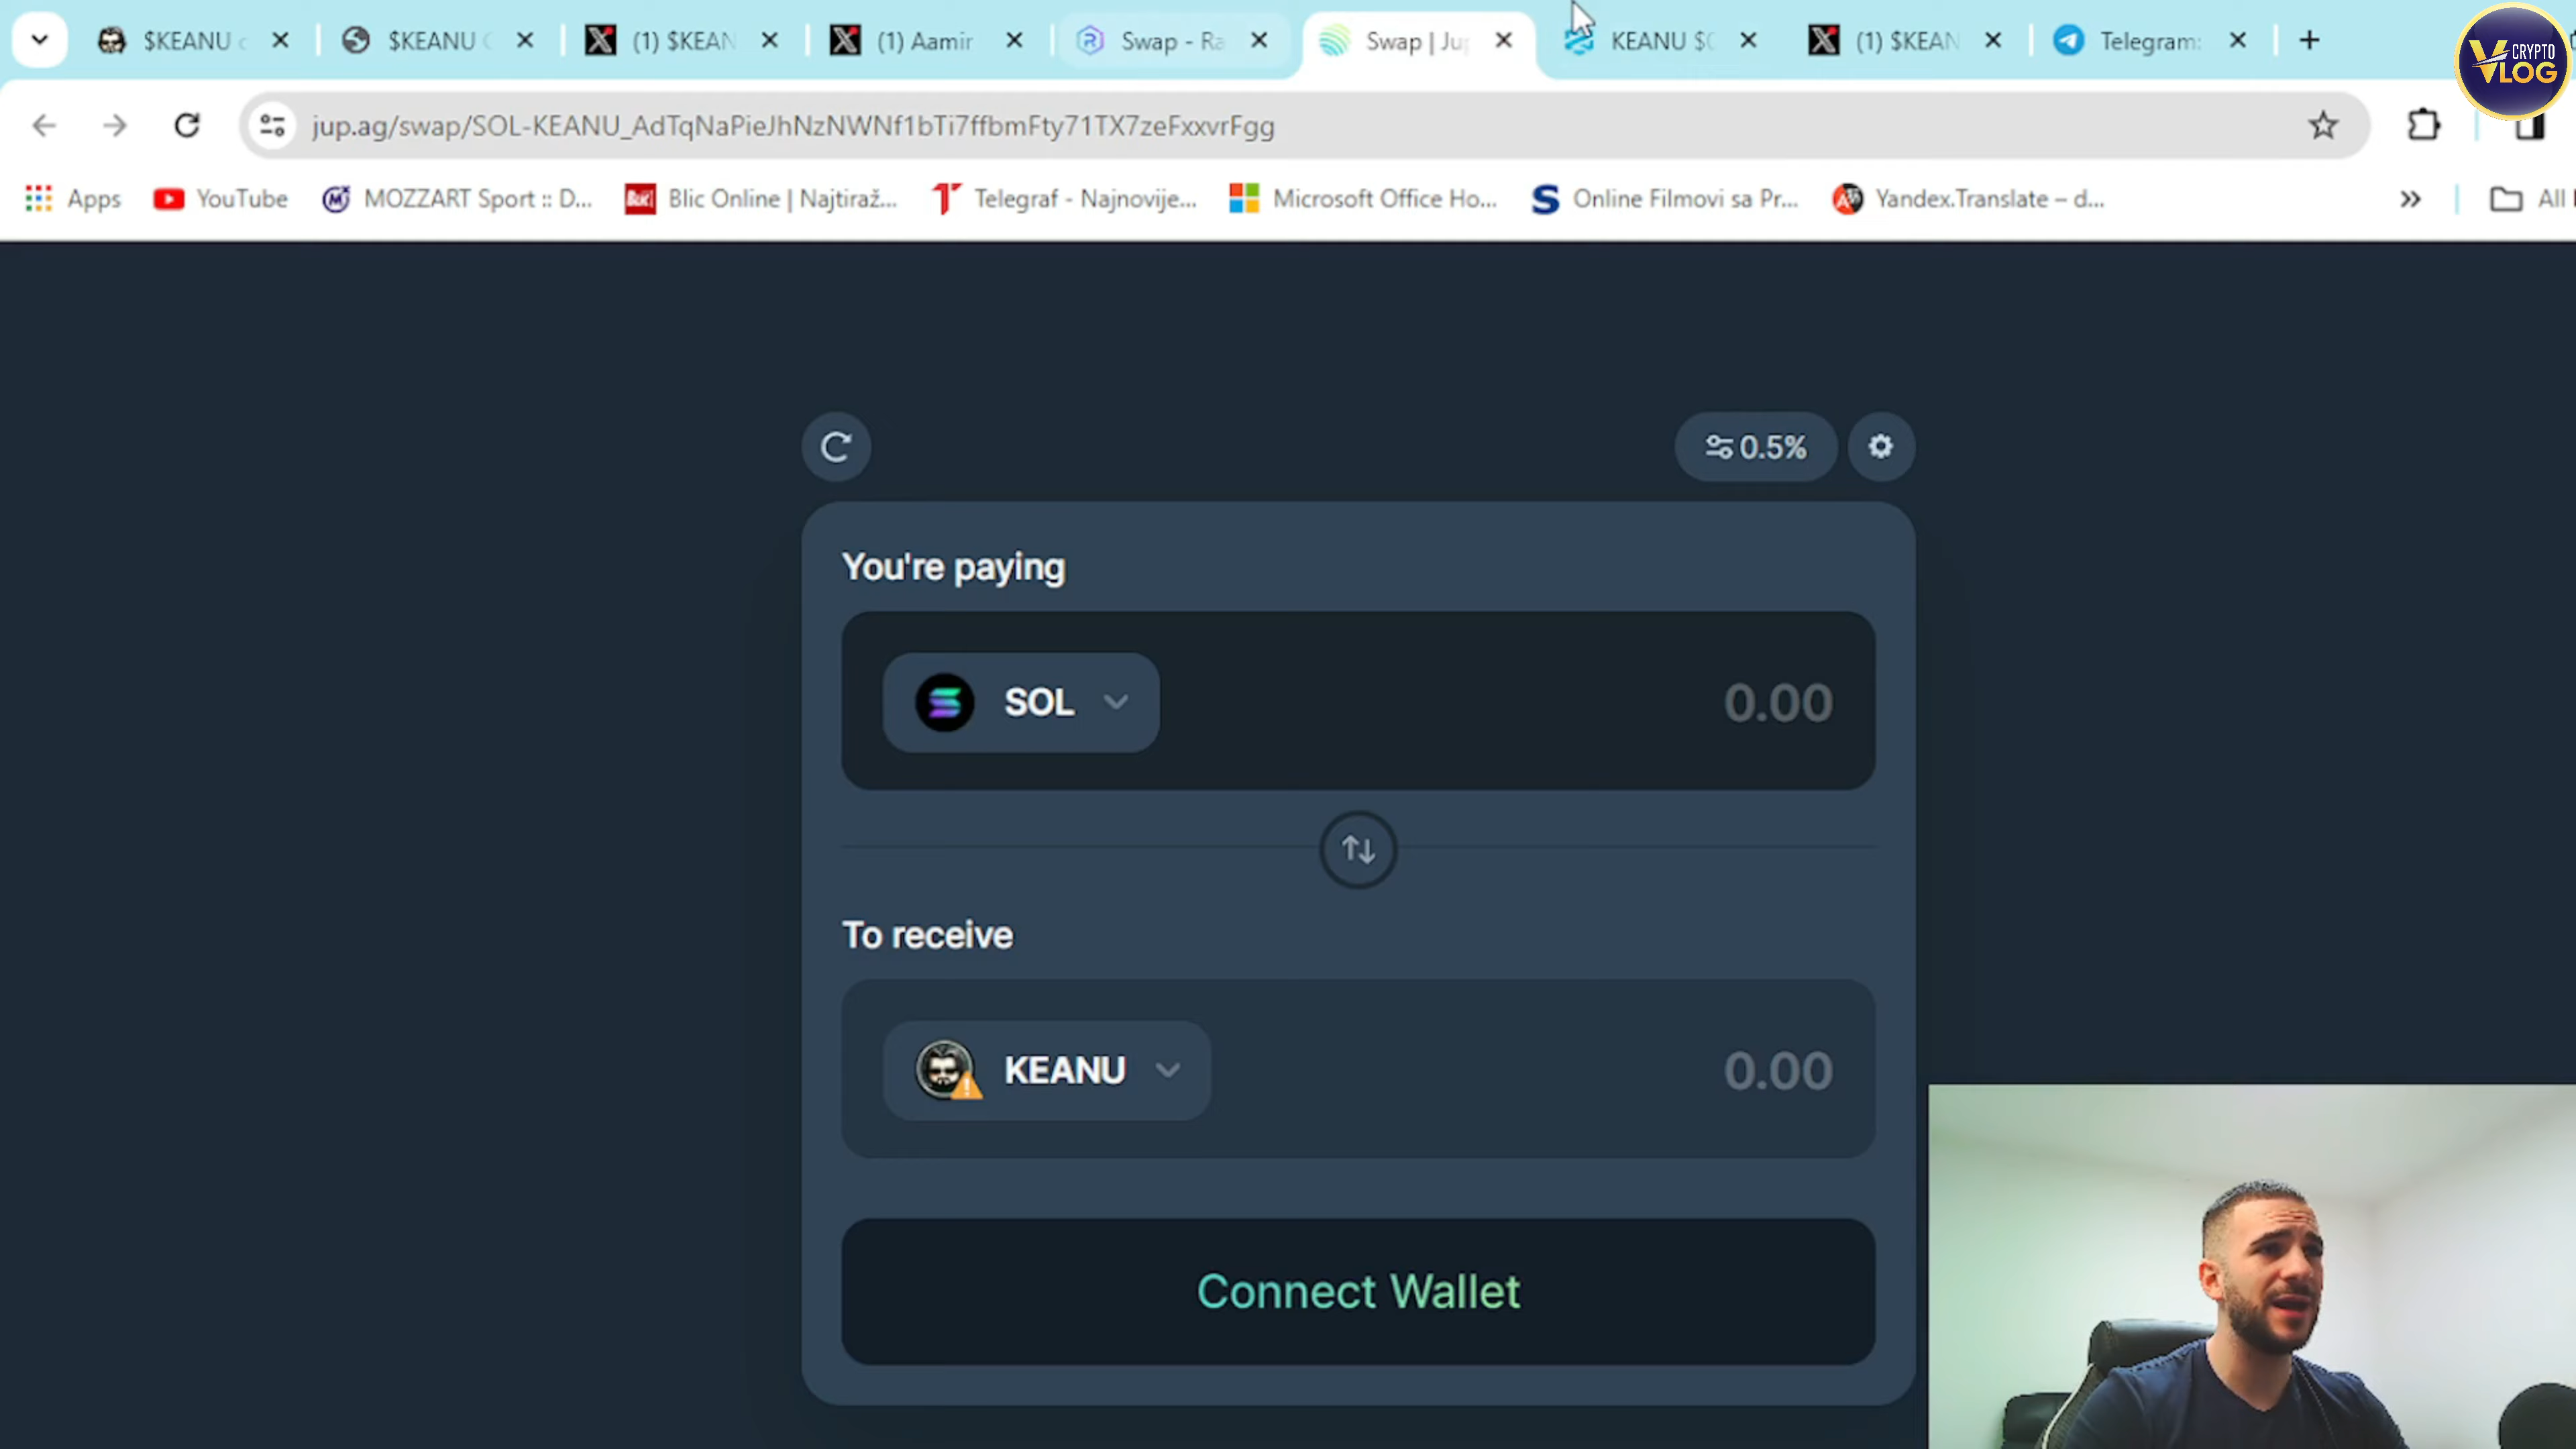 $KEANU
$KEANU
(1) $KEAN
(1) Aamir
Swap - Ra
Swap | Jup
KEANU $
(1) $KEAN
Telegram:
CRYPTO
VLOG
jup.ag/swap/SOL-KEANU_AdTqNaPieJhNzNWNf1bTi7ffbmFty71TX7zeFxxvrFgg
Apps
YouTube
MOZZART Sport :: D...
Blic Online | Najtiraž...
Telegraf - Najnovije...
Microsoft Office Ho...
Online Filmovi sa Pr...
Yandex.Translate – d...
All
0.5%
You're paying
SOL
0.00
To receive
KEANU
0.00
Connect Wallet